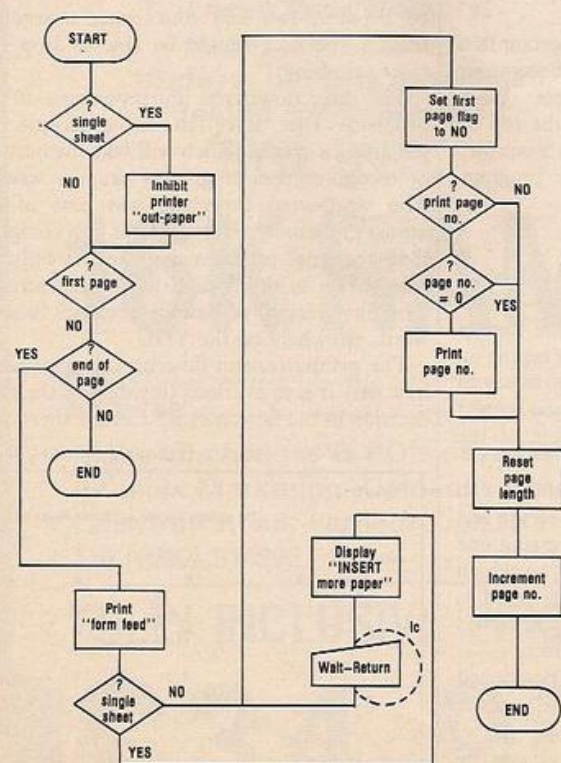 START
?
single
sheet
YES
NO
Inhibit
printer
"out-paper"
?
first page
NO
YES
?
end of
page
NO
END
Print
"form feed"
?
single
sheet
NO
YES
Display
"INSERT
more paper"
Ic
Wait-Return
Set first
page flag
to NO
?
print page
no.
NO
?
page no.
= 0
YES
Print
page no.
Reset
page
length
Increment
page no.
END